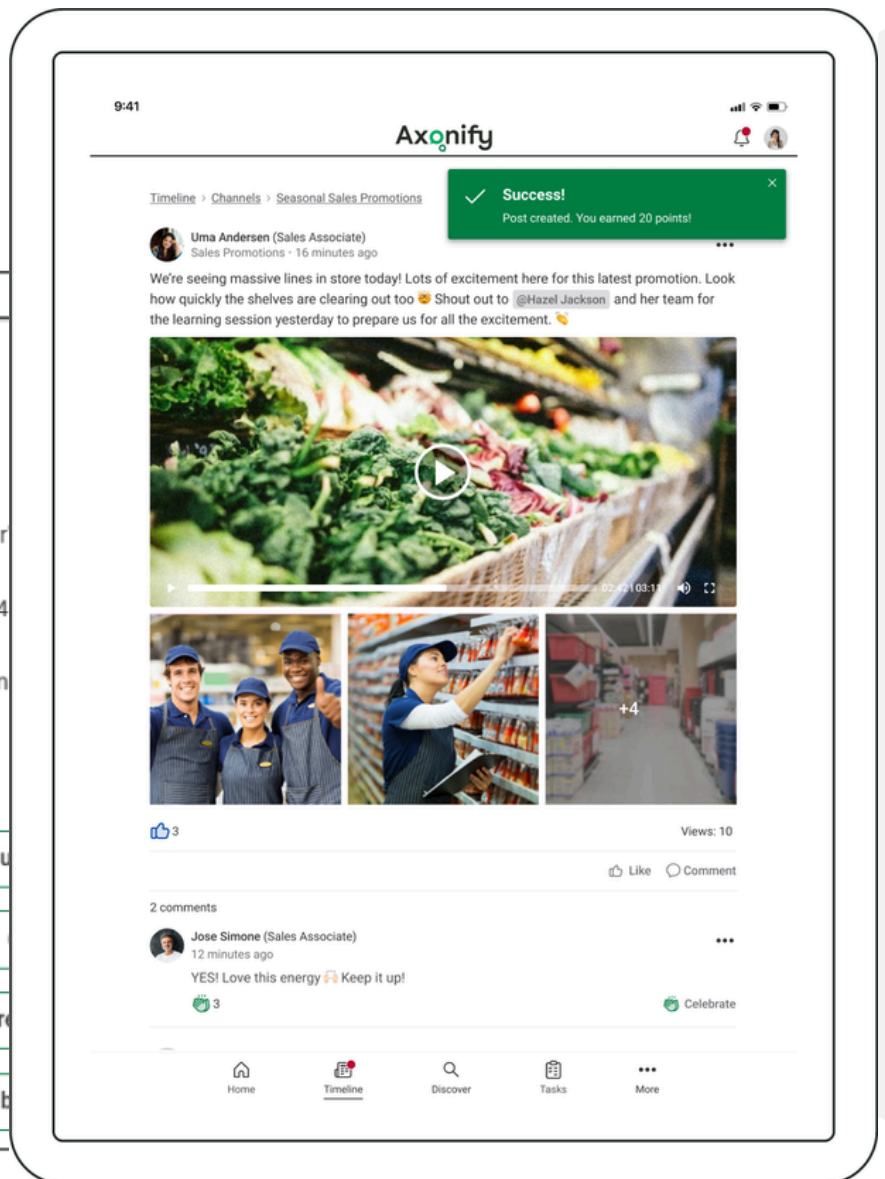 9:41
Axonify
Success!
Post created. You earned 20 points!
Timeline > Channels > Seasonal Sales Promotions
Uma Andersen (Sales Associate)
Sales Promotions · 16 minutes ago
We're seeing massive lines in store today! Lots of excitement here for this latest promotion. Look
how quickly the shelves are clearing out too 🤯 Shout out to @Hazel Jackson and her team for
the learning session yesterday to prepare us for all the excitement. 👏
02:42 | 03:11
+4
3
Views: 10
Like Comment
2 comments
Jose Simone (Sales Associate)
12 minutes ago
YES! Love this energy 🙌🏻 Keep it up!
3
Celebrate
Home Timeline Discover Tasks More